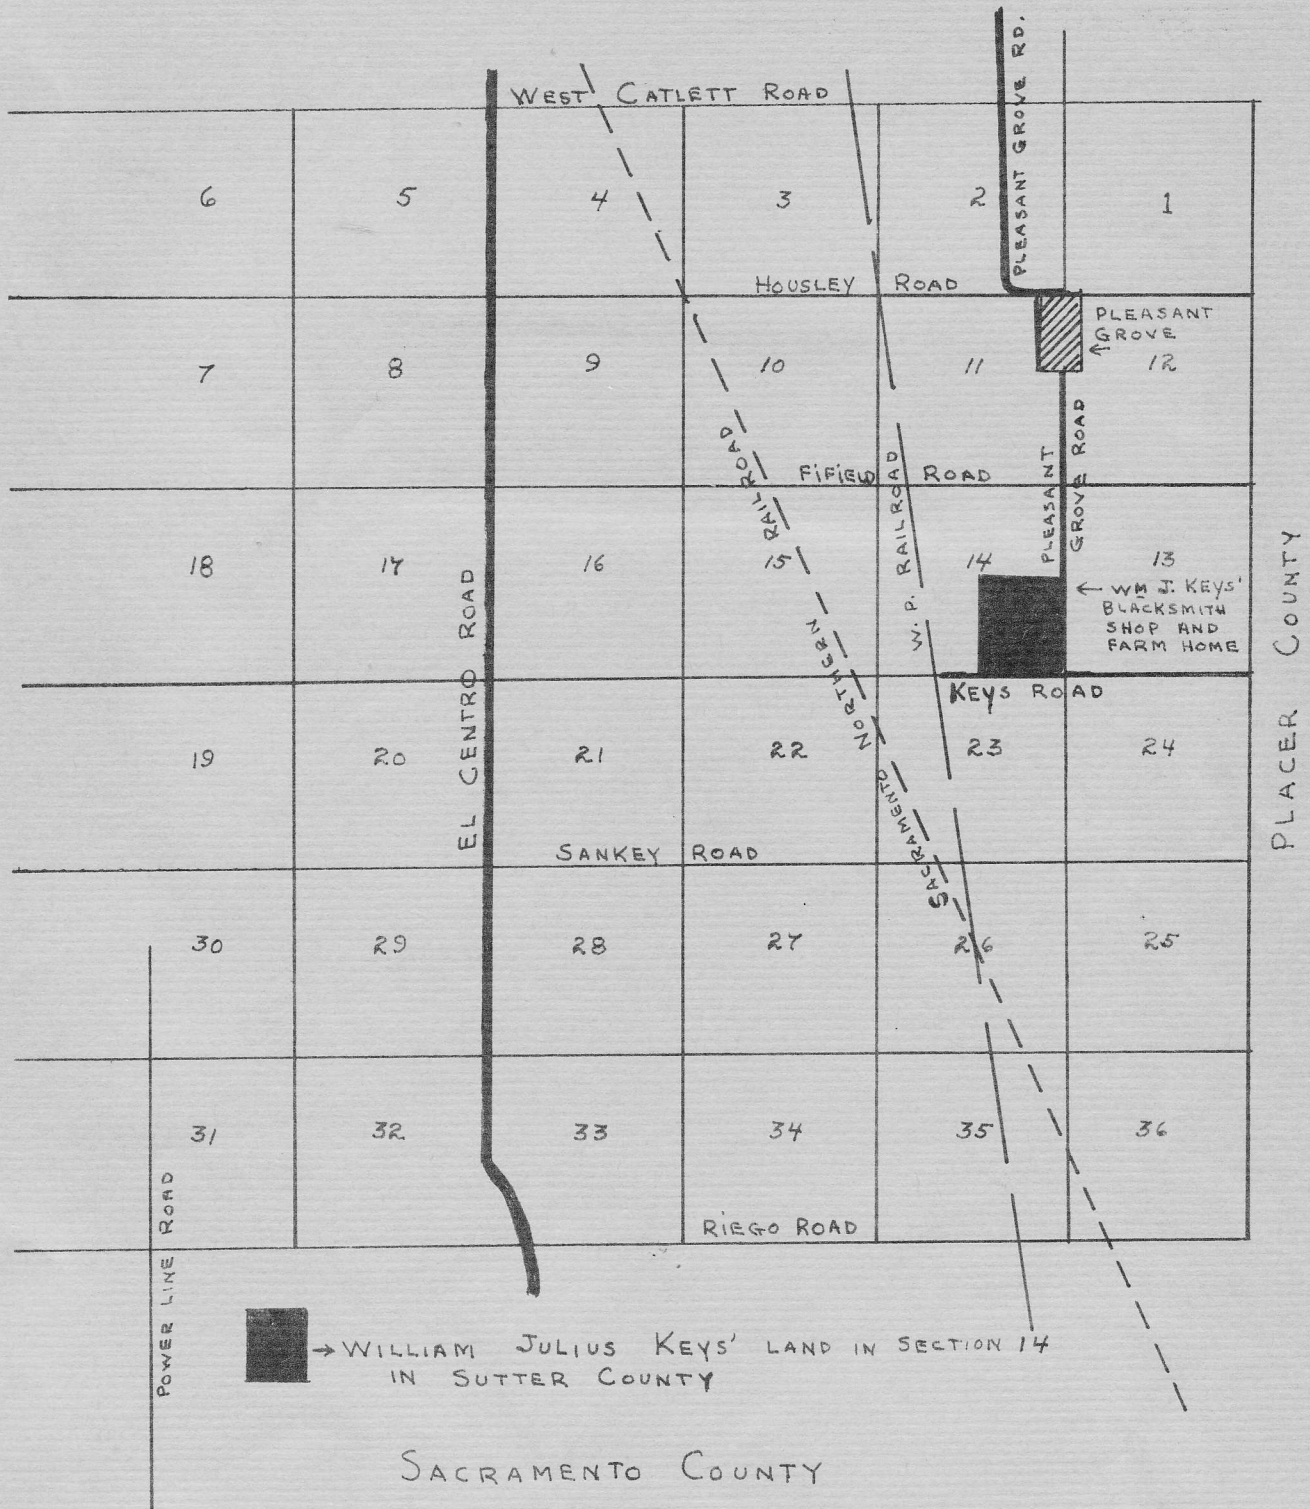 PLEASANT GROVE RD.
WEST CATLETT ROAD
6 5 4 3 2 1
HOUSLEY ROAD
PLEASANT
GROVE
7 8 9 10 11 12
PLEASANT
GROVE ROAD
FIFIELD ROAD
18 17 16 15 14 13
WM J. KEYS'
BLACKSMITH
SHOP AND
FARM HOME
KEYS ROAD
EL CENTRO ROAD
SACRAMENTO NORTHERN RAILROAD RAILROAD
W. P. RAILROAD
PLACER COUNTY
19 20 21 22 23 24
SANKEY ROAD
30 29 28 27 26 25
31 32 33 34 35 36
RIEGO ROAD
POWER LINE ROAD
→ WILLIAM JULIUS KEYS' LAND IN SECTION 14
IN SUTTER COUNTY
SACRAMENTO COUNTY